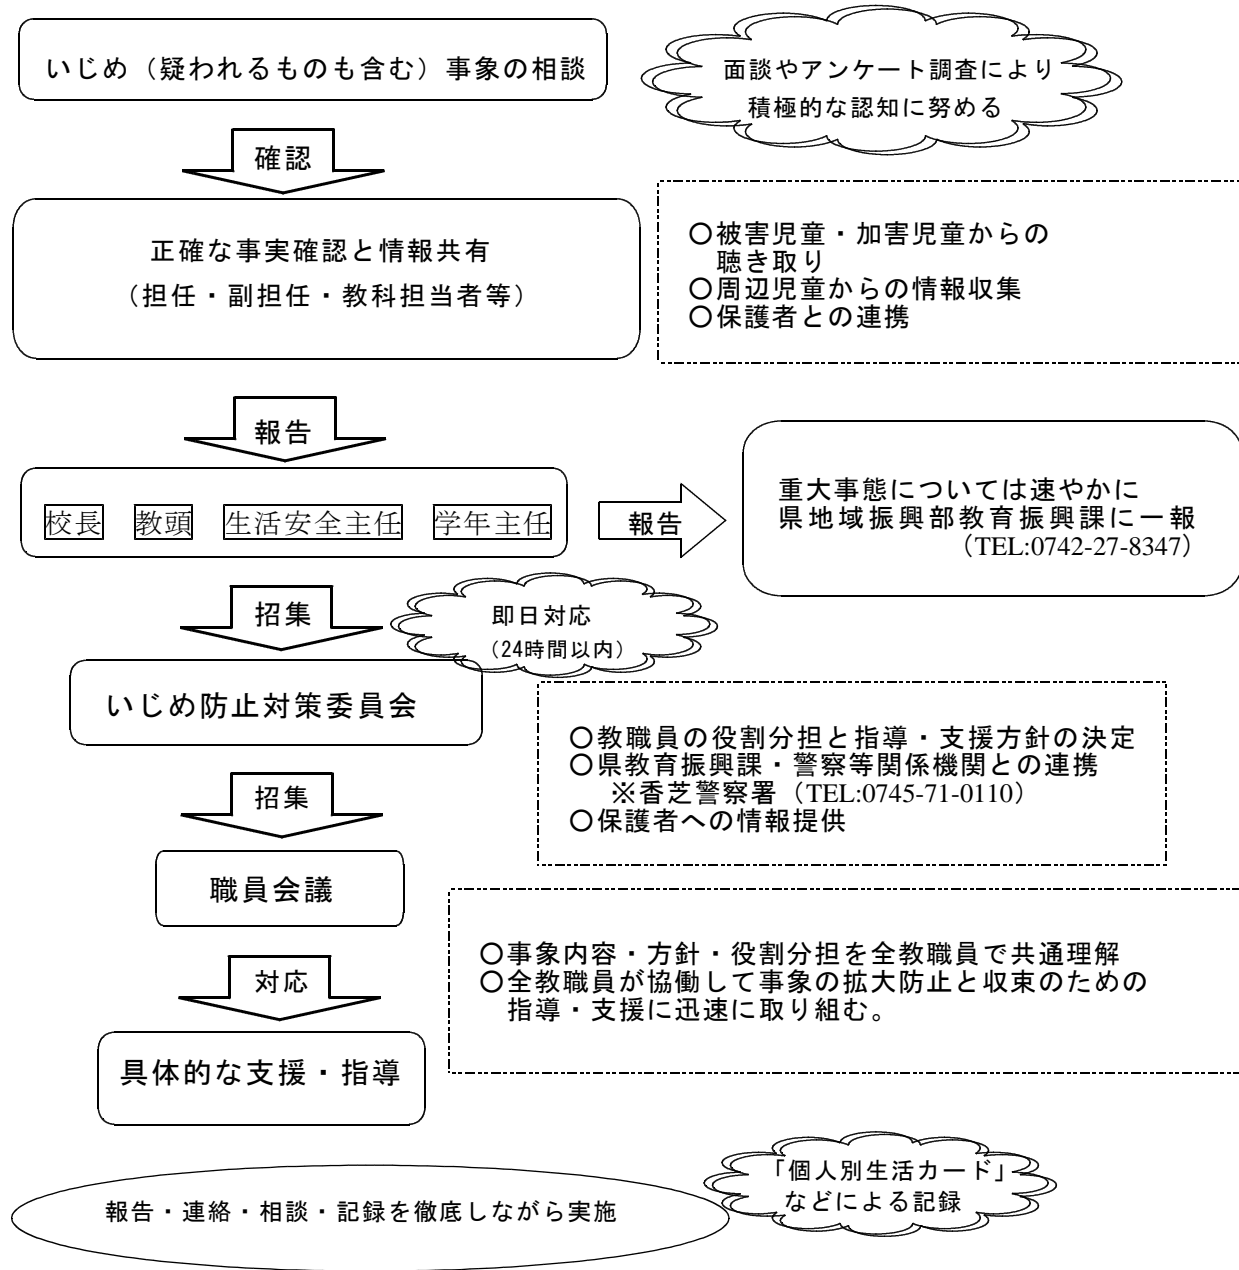 いじめ（疑われるものも含む）事象の相談
面談やアンケート調査により
積極的な認知に努める
確認
正確な事実確認と情報共有
（担任・副担任・教科担当者等）
〇被害児童・加害児童からの
聴き取り
〇周辺児童からの情報収集
〇保護者との連携
報告
校長 教頭 生活安全主任 学年主任
報告
重大事態については速やかに
県地域振興部教育振興課に一報
（TEL:0742-27-8347）
招集
即日対応
（24時間以内）
いじめ防止対策委員会
〇教職員の役割分担と指導・支援方針の決定
〇県教育振興課・警察等関係機関との連携
※香芝警察署（TEL:0745-71-0110）
〇保護者への情報提供
招集
職員会議
〇事象内容・方針・役割分担を全教職員で共通理解
〇全教職員が協働して事象の拡大防止と収束のための
指導・支援に迅速に取り組む。
対応
具体的な支援・指導
「個人別生活カード」
などによる記録
報告・連絡・相談・記録を徹底しながら実施